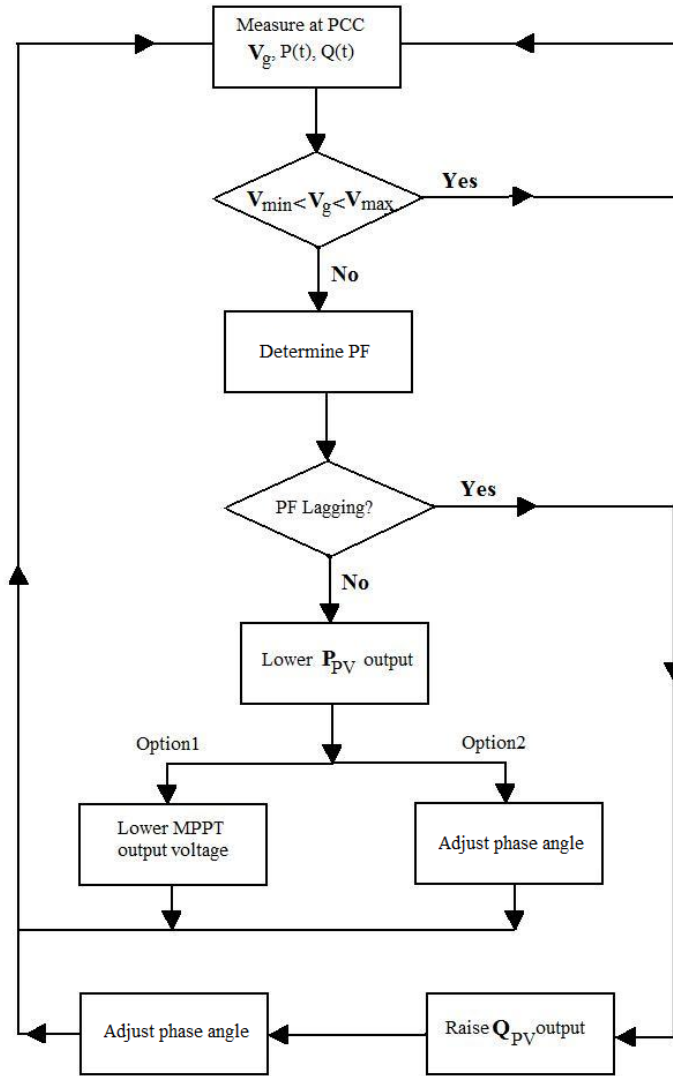 Measure at PCC
Vg, P(t), Q(t)
Vmin<Vg<Vmax
Yes
No
Determine PF
PF Lagging?
Yes
No
Lower PPV output
Option1
Option2
Lower MPPT
output voltage
Adjust phase angle
Adjust phase angle
Raise QPV output